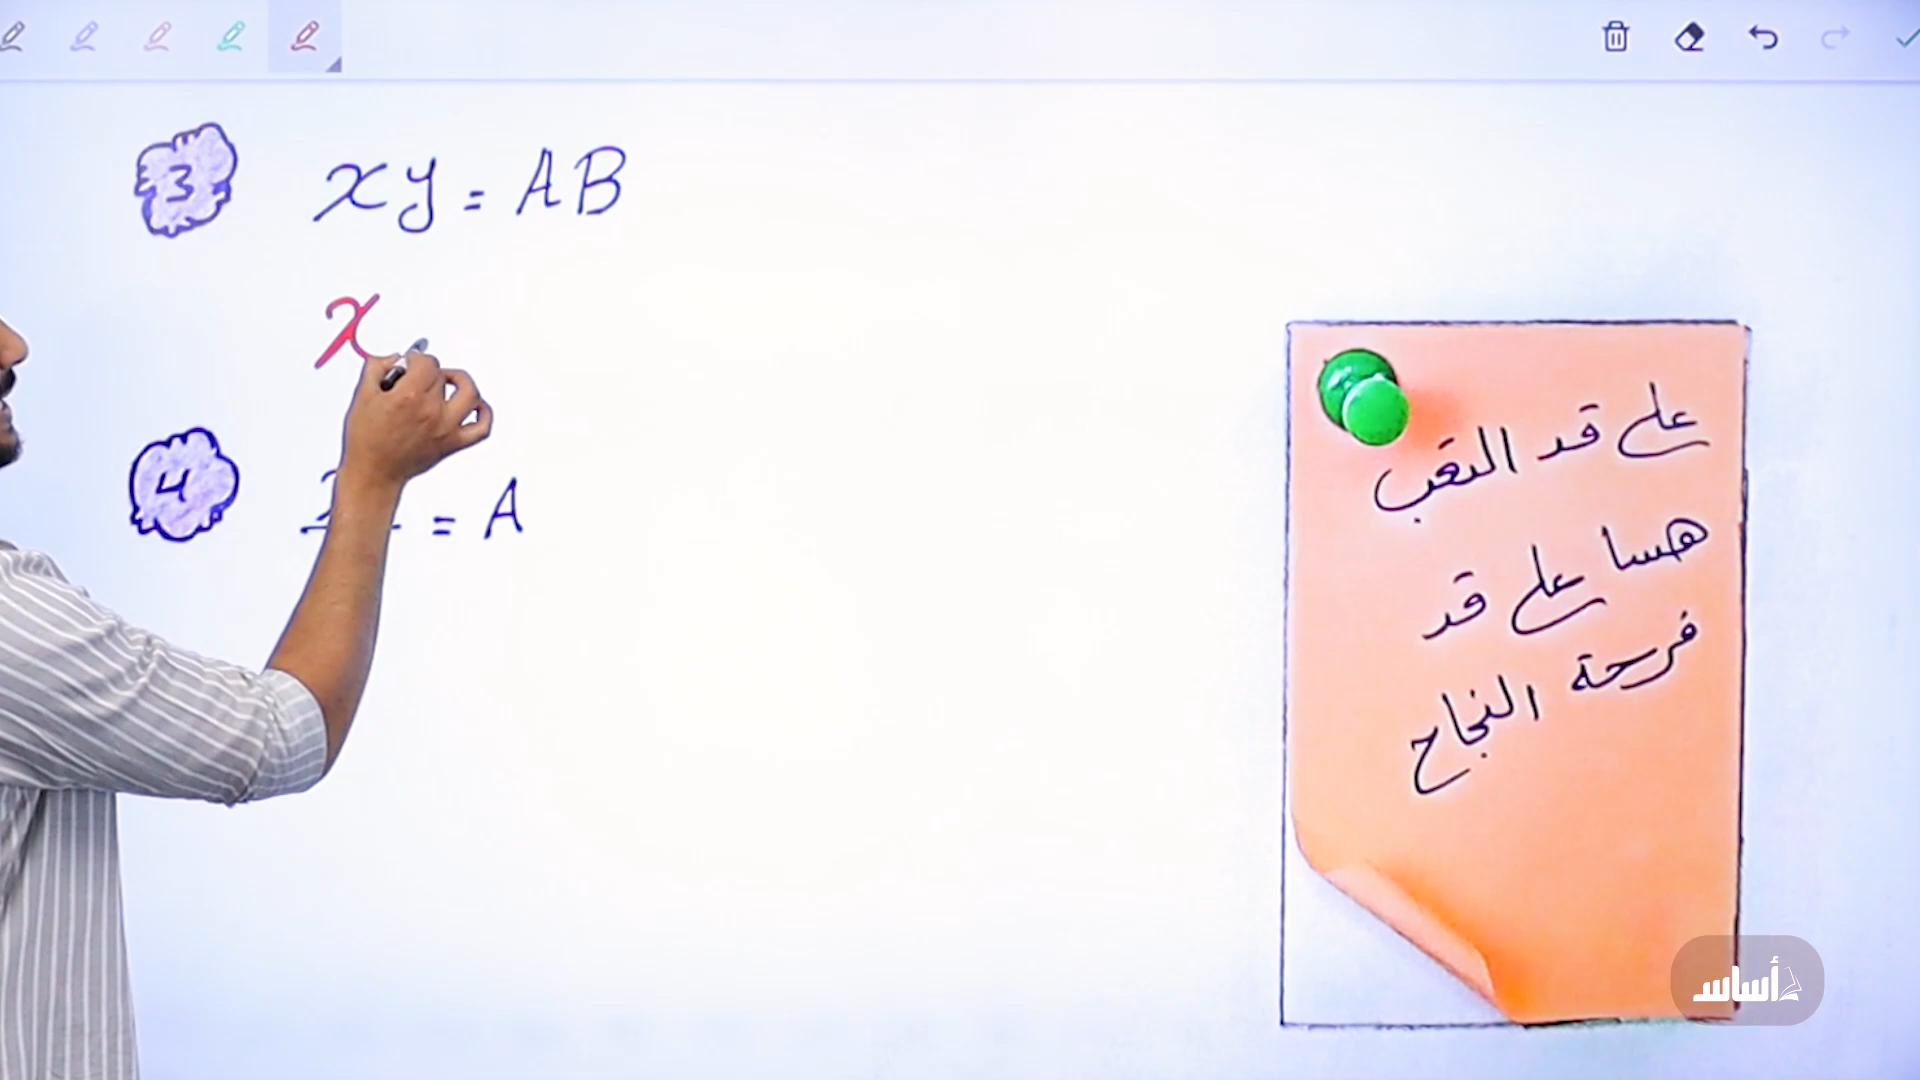 3 xy = AB
x
4 = A
على قد التعب
هسا على قد
فرحة النجاح
أساس